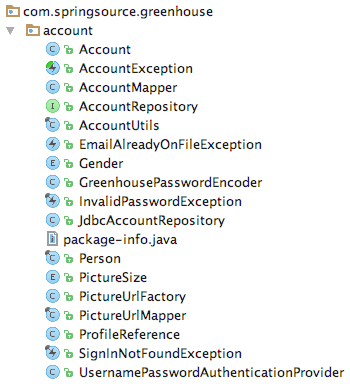 com.springsource.greenhouse
account
Account
AccountException
AccountMapper
AccountRepository
AccountUtils
EmailAlreadyOnFileException
Gender
GreenhousePasswordEncoder
InvalidPasswordException
JdbcAccountRepository
package-info.java
Person
PictureSize
PictureUrlFactory
PictureUrlMapper
ProfileReference
SignInNotFoundException
UsernamePasswordAuthenticationProvider